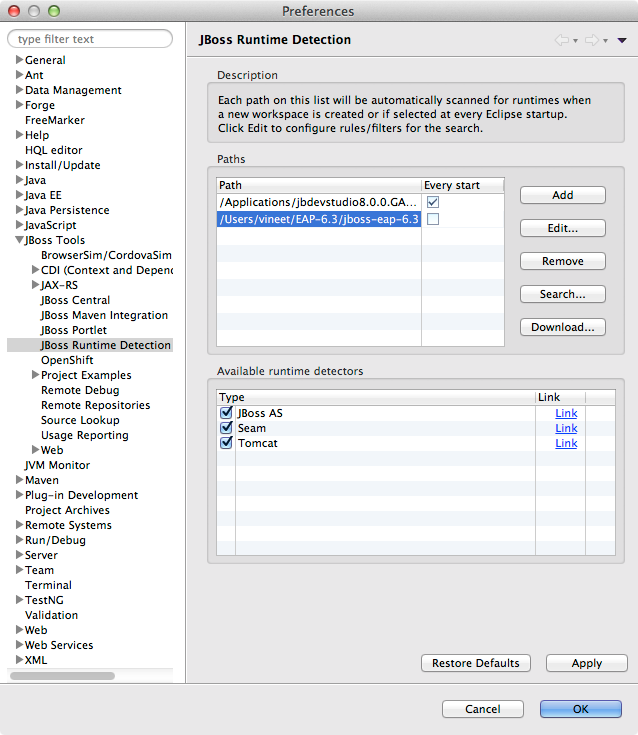 Preferences
type filter text
General
Ant
Data Management
Forge
FreeMarker
Help
HQL editor
Install/Update
Java
Java EE
Java Persistence
JavaScript
JBoss Tools
BrowserSim/CordovaSim
CDI (Context and Depend
JAX-RS
JBoss Central
JBoss Maven Integration
JBoss Portlet
JBoss Runtime Detection
OpenShift
Project Examples
Remote Debug
Remote Repositories
Source Lookup
Usage Reporting
Web
JVM Monitor
Maven
Plug-in Development
Project Archives
Remote Systems
Run/Debug
Server
Team
Terminal
TestNG
Validation
Web
Web Services
XML
JBoss Runtime Detection
Description
Each path on this list will be automatically scanned for runtimes when
a new workspace is created or if selected at every Eclipse startup.
Click Edit to configure rules/filters for the search.
Paths
Path Every start
/Applications/jbdevstudio8.0.0.GA...
/Users/vineet/EAP-6.3/jboss-eap-6.3
Add
Edit...
Remove
Search...
Download...
Available runtime detectors
Type Link
JBoss AS Link
Seam Link
Tomcat Link
Restore Defaults Apply
Cancel OK